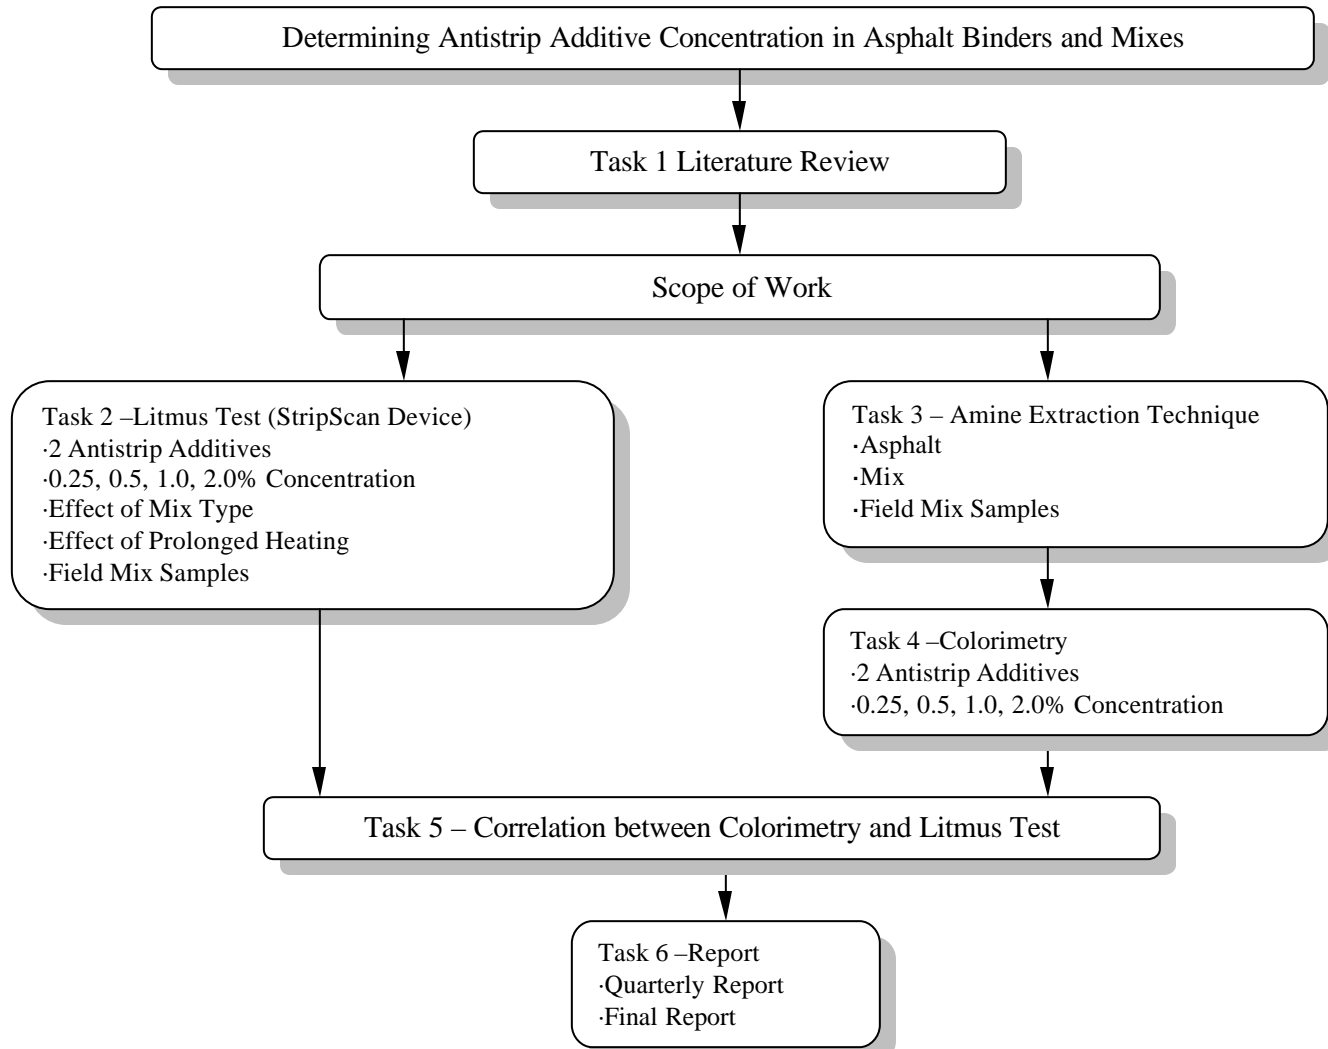 Determining Antistrip Additive Concentration in Asphalt Binders and Mixes
Task 1 Literature Review
Scope of Work
Task 2 –Litmus Test (StripScan Device)
·2 Antistrip Additives
·0.25, 0.5, 1.0, 2.0% Concentration
·Effect of Mix Type
·Effect of Prolonged Heating
·Field Mix Samples
Task 3 – Amine Extraction Technique
·Asphalt
·Mix
·Field Mix Samples
Task 4 –Colorimetry
·2 Antistrip Additives
·0.25, 0.5, 1.0, 2.0% Concentration
Task 5 – Correlation between Colorimetry and Litmus Test
Task 6 –Report
·Quarterly Report
·Final Report